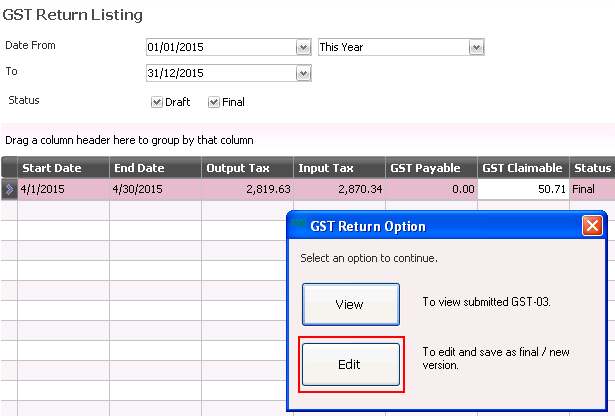 GST Return Listing
Date From 01/01/2015 This Year
To 31/12/2015
Status Draft Final
Drag a column header here to group by that column
Start Date End Date Output Tax Input Tax GST Payable GST Claimable Status
4/1/2015 4/30/2015 2,819.63 2,870.34 0.00 50.71 Final
GST Return Option
Select an option to continue.
View To view submitted GST-03.
Edit To edit and save as final / new
version.